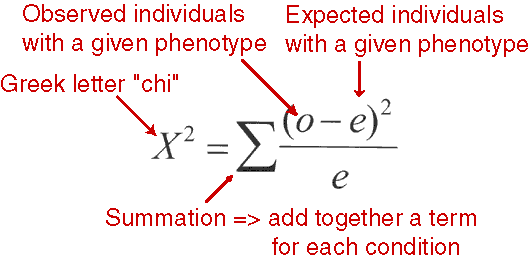 Observed individuals
with a given phenotype
Expected individuals
with a given phenotype
Greek letter "chi"
X² = ∑ (o – e)² / e
Summation => add together a term
for each condition